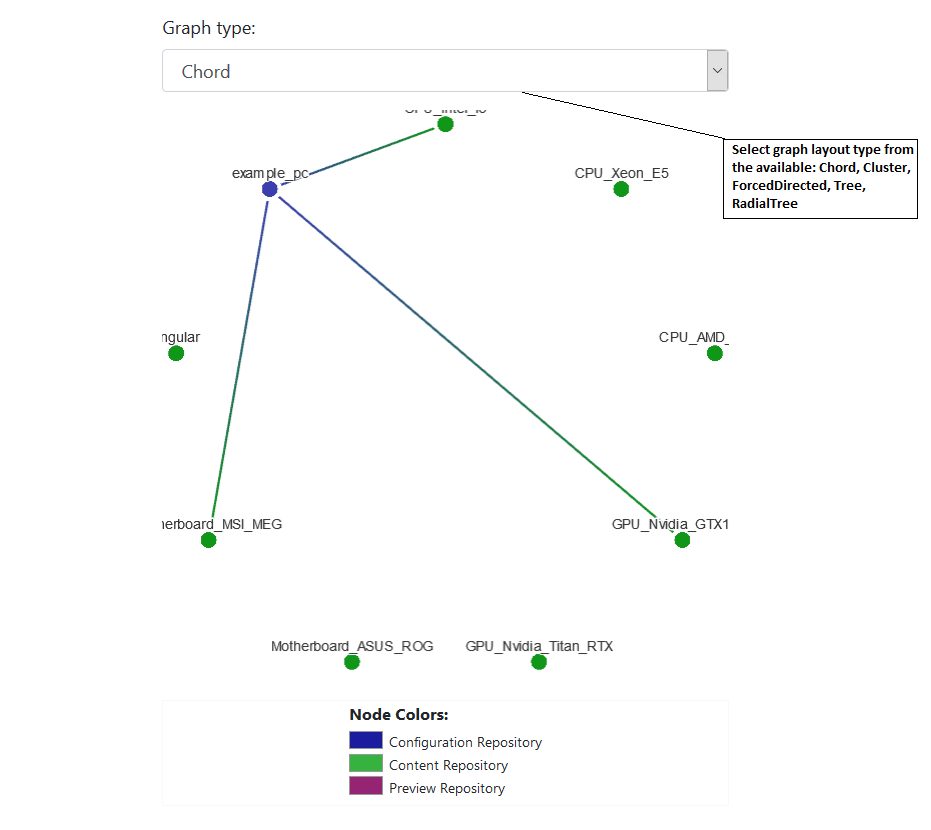 Graph type:
Chord
Select graph layout type from
the available: Chord, Cluster,
ForcedDirected, Tree,
RadialTree
example_pc
CPU_Xeon_E5
ngular
CPU_AMD_
herboard_MSI_MEG
GPU_Nvidia_GTX1
Motherboard_ASUS_ROG
GPU_Nvidia_Titan_RTX
Node Colors:
Configuration Repository
Content Repository
Preview Repository